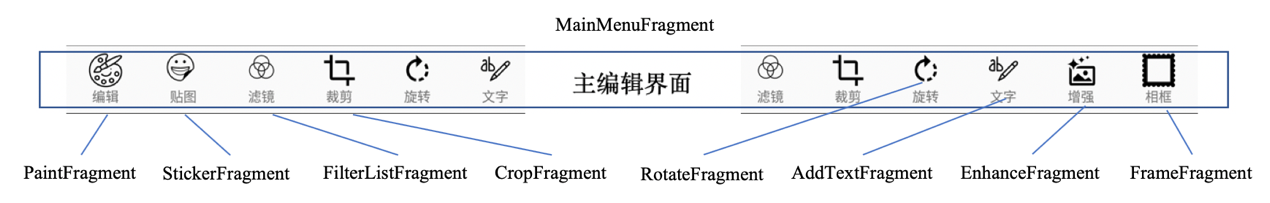 MainMenuFragment
主编辑界面
编辑 贴图 滤镜 裁剪 旋转 文字 滤镜 裁剪 旋转 文字 增强 相框
PaintFragment StickerFragment FilterListFragment CropFragment RotateFragment AddTextFragment EnhanceFragment FrameFragment